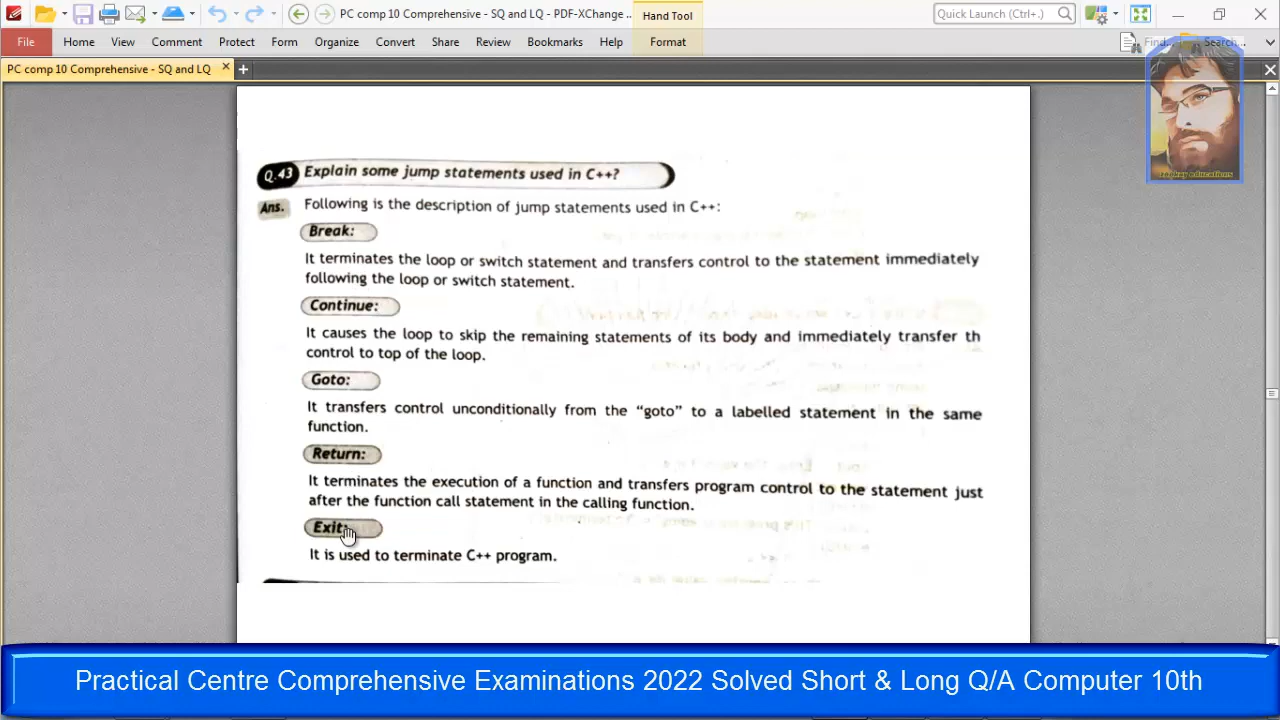 PC comp 10 Comprehensive - SQ and LQ - PDF-XChange ...
Hand Tool
Quick Launch (Ctrl+.)
File Home View Comment Protect Form Organize Convert Share Review Bookmarks Help Format
Find... Search...
PC comp 10 Comprehensive - SQ and LQ
Q.43 Explain some jump statements used in C++?
Ans. Following is the description of jump statements used in C++:
Break:
It terminates the loop or switch statement and transfers control to the statement immediately
following the loop or switch statement.
Continue:
It causes the loop to skip the remaining statements of its body and immediately transfer th
control to top of the loop.
Goto:
It transfers control unconditionally from the “goto” to a labelled statement in the same
function.
Return:
It terminates the execution of a function and transfers program control to the statement just
after the function call statement in the calling function.
Exit:
It is used to terminate C++ program.
Practical Centre Comprehensive Examinations 2022 Solved Short & Long Q/A Computer 10th